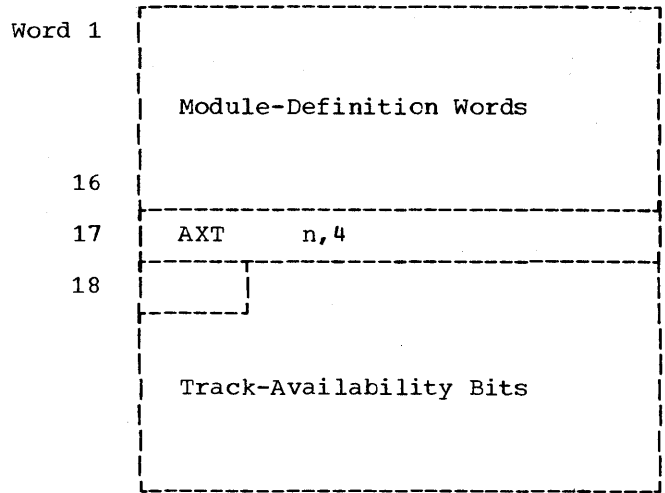 Word 1
Module-Definition Words
16
17 AXT n,4
18
Track-Availability Bits